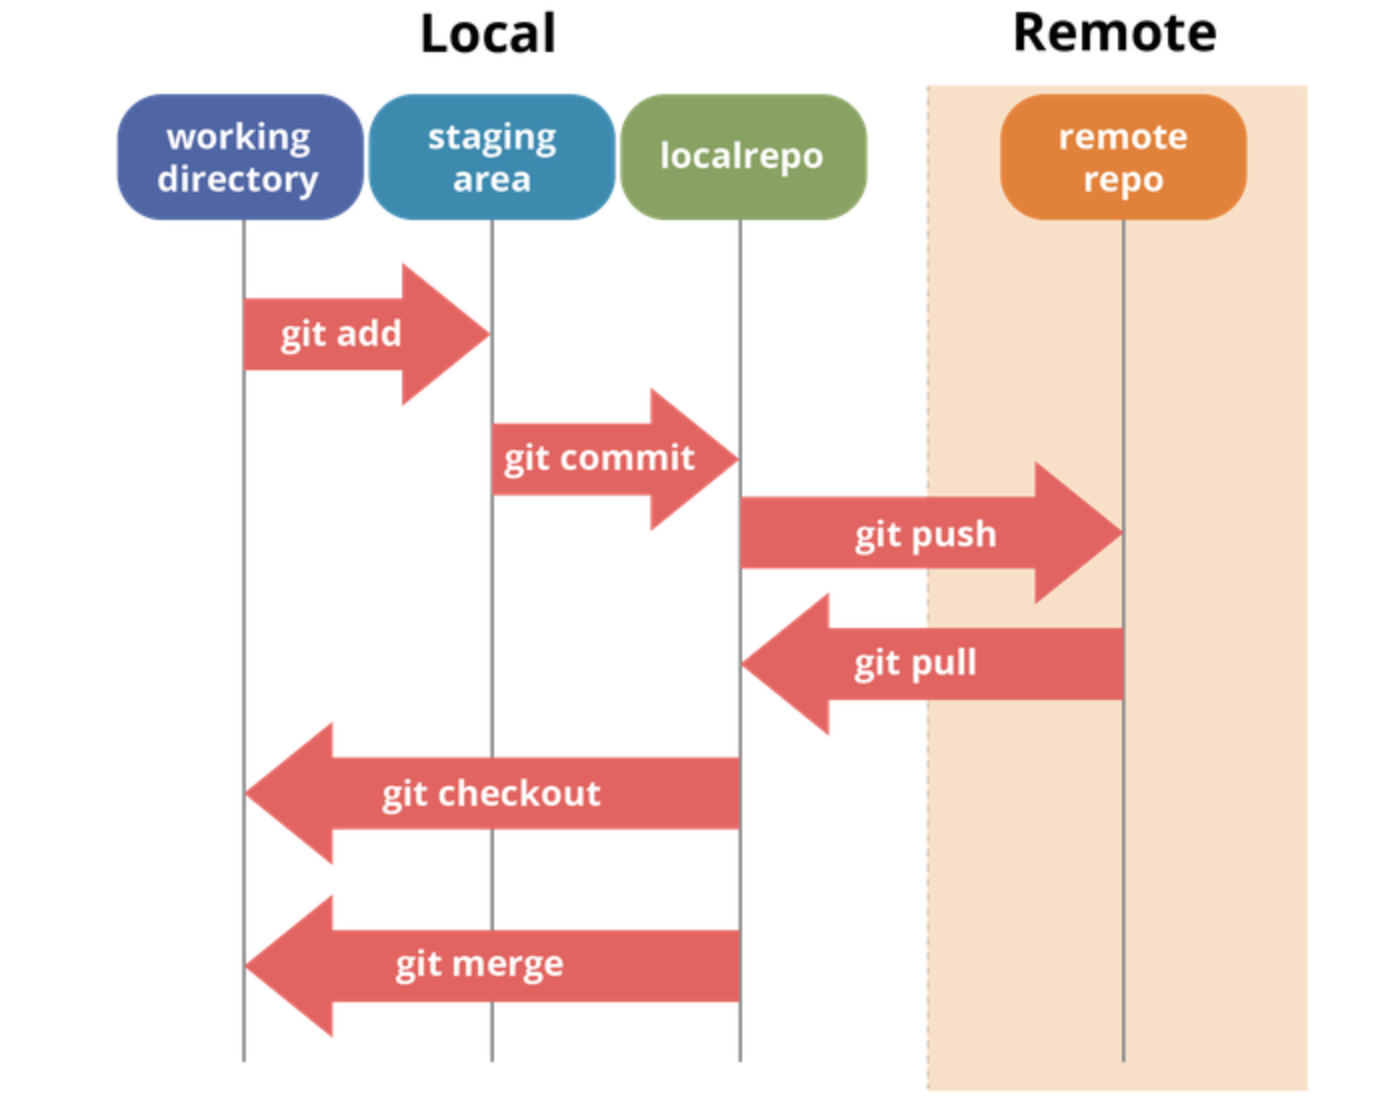 Local
Remote
working
directory
staging
area
localrepo
remote
repo
git add
git commit
git push
git pull
git checkout
git merge